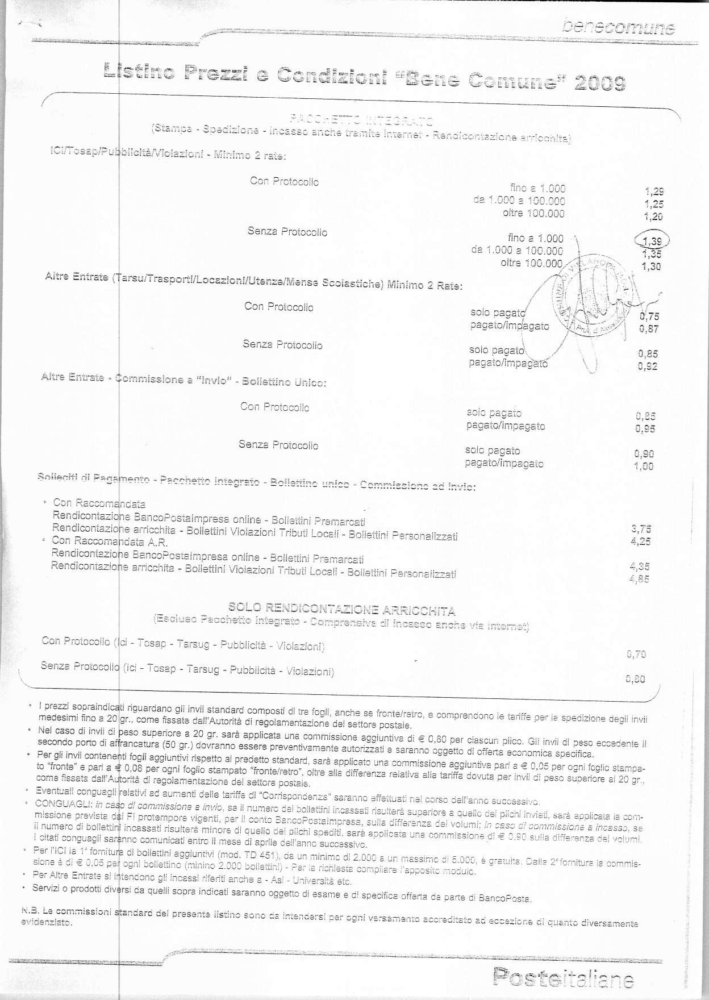 benecomune
Listino Prezzi e Condizioni “Bene Comune” 2009
PACCHETTO INTEGRATO
(Stampa - Spedizione - Incasso anche tramite Internet - Rendicontazione arricchita)
ICI/Tosap/Pubblicità/Violazioni - Minimo 2 rate:
Con Protocollo
fino a 1.000 1,29
da 1.000 a 100.000 1,25
oltre 100.000 1,20
Senza Protocollo
fino a 1.000 1,39
da 1.000 a 100.000 1,35
oltre 100.000 1,30
Altre Entrate (Tarsu/Trasporti/Locazioni/Utenze/Mense Scolastiche) Minimo 2 Rate:
Con Protocollo
solo pagato 0,75
pagato/impagato 0,87
Senza Protocollo
solo pagato 0,85
pagato/impagato 0,92
Altre Entrate - Commissione a “Invio” - Bollettino Unico:
Con Protocollo
solo pagato 0,85
pagato/impagato 0,95
Senza Protocollo
solo pagato 0,90
pagato/impagato 1,00
Solleciti di Pagamento - Pacchetto Integrato - Bollettino unico - Commissione ad invio:
• Con Raccomandata
Rendicontazione BancoPostaImpresa online - Bollettini Premarcati 3,75
Rendicontazione arricchita - Bollettini Violazioni Tributi Locali - Bollettini Personalizzati 4,25
• Con Raccomandata A.R.
Rendicontazione BancoPostaImpresa online - Bollettini Premarcati 4,35
Rendicontazione arricchita - Bollettini Violazioni Tributi Locali - Bollettini Personalizzati 4,85
SOLO RENDICONTAZIONE ARRICCHITA
(Escluso Pacchetto Integrato - Comprensiva di incasso anche via Internet)
Con Protocollo (Ici - Tosap - Tarsug - Pubblicità - Violazioni) 0,70
Senza Protocollo (Ici - Tosap - Tarsug - Pubblicità - Violazioni) 0,80
• I prezzi sopraindicati riguardano gli invii standard composti di tre fogli, anche se fronte/retro, e comprendono le tariffe per la spedizione degli invii
medesimi fino a 20 gr., come fissate dall'Autorità di regolamentazione del settore postale.
• Nel caso di invii di peso superiore a 20 gr. sarà applicata una commissione aggiuntiva di € 0,80 per ciascun plico. Gli invii di peso eccedente il
secondo porto di affrancatura (50 gr.) dovranno essere preventivamente autorizzati e saranno oggetto di offerta economica specifica.
• Per gli invii contenenti fogli aggiuntivi rispetto al predetto standard, sarà applicato una commissione aggiuntiva pari a € 0,05 per ogni foglio stampa-
to “fronte” e pari a € 0,08 per ogni foglio stampato “fronte/retro”, oltre alla differenza relativa alla tariffa dovuta per invii di peso superiore ai 20 gr.,
come fissata dall'Autorità di regolamentazione del settore postale.
• Eventuali conguagli relativi ad aumenti delle tariffe di “Corrispondenza” saranno effettuati nel corso dell'anno successivo.
• CONGUAGLI: in caso di commissione a invio, se il numero dei bollettini incassati risulterà superiore a quello dei plichi inviati, sarà applicata la com-
missione prevista dai FI protempore vigenti, per il conto BancoPostaImpresa, sulla differenza dei volumi; in caso di commissione a incasso, se
il numero di bollettini incassati risulterà minore di quello dei plichi spediti, sarà applicata una commissione di € 0,90 sulla differenza dei volumi.
I citati conguagli saranno comunicati entro il mese di aprile dell'anno successivo.
• Per l'ICI la 1ª fornitura di bollettini aggiuntivi (mod. TD 451), da un minimo di 2.000 a un massimo di 5.000, è gratuita. Dalla 2ª fornitura la commis-
sione è di € 0,05 per ogni bollettino (minino 2.000 bollettini) - Per la richiesta compilare l'apposito modulo.
• Per Altre Entrate si intendono gli incassi riferiti anche a - Asl - Università etc.
• Servizi o prodotti diversi da quelli sopra indicati saranno oggetto di esame e di specifica offerta da parte di BancoPosta.
N.B. Le commissioni standard del presente listino sono da intendersi per ogni versamento accreditato ad eccezione di quanto diversamente
evidenziato.
Posteitaliane